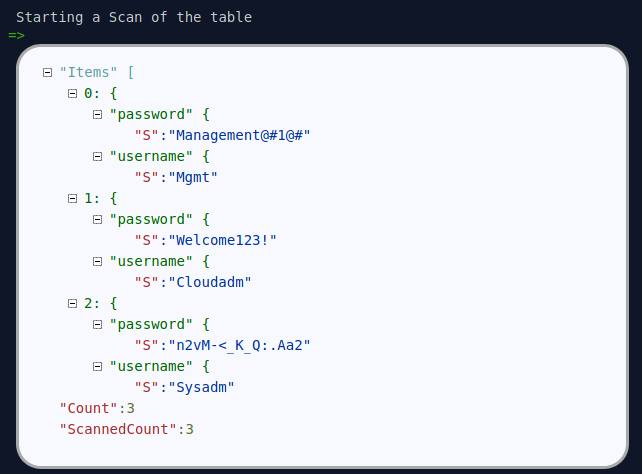 Starting a Scan of the table
=>
"Items" [
0: {
"password" {
"S":"Management@#1@#"
"username" {
"S":"Mgmt"
1: {
"password" {
"S":"Welcome123!"
"username" {
"S":"Cloudadm"
2: {
"password" {
"S":"n2vM-<_K_Q:.Aa2"
"username" {
"S":"Sysadm"
"Count":3
"ScannedCount":3